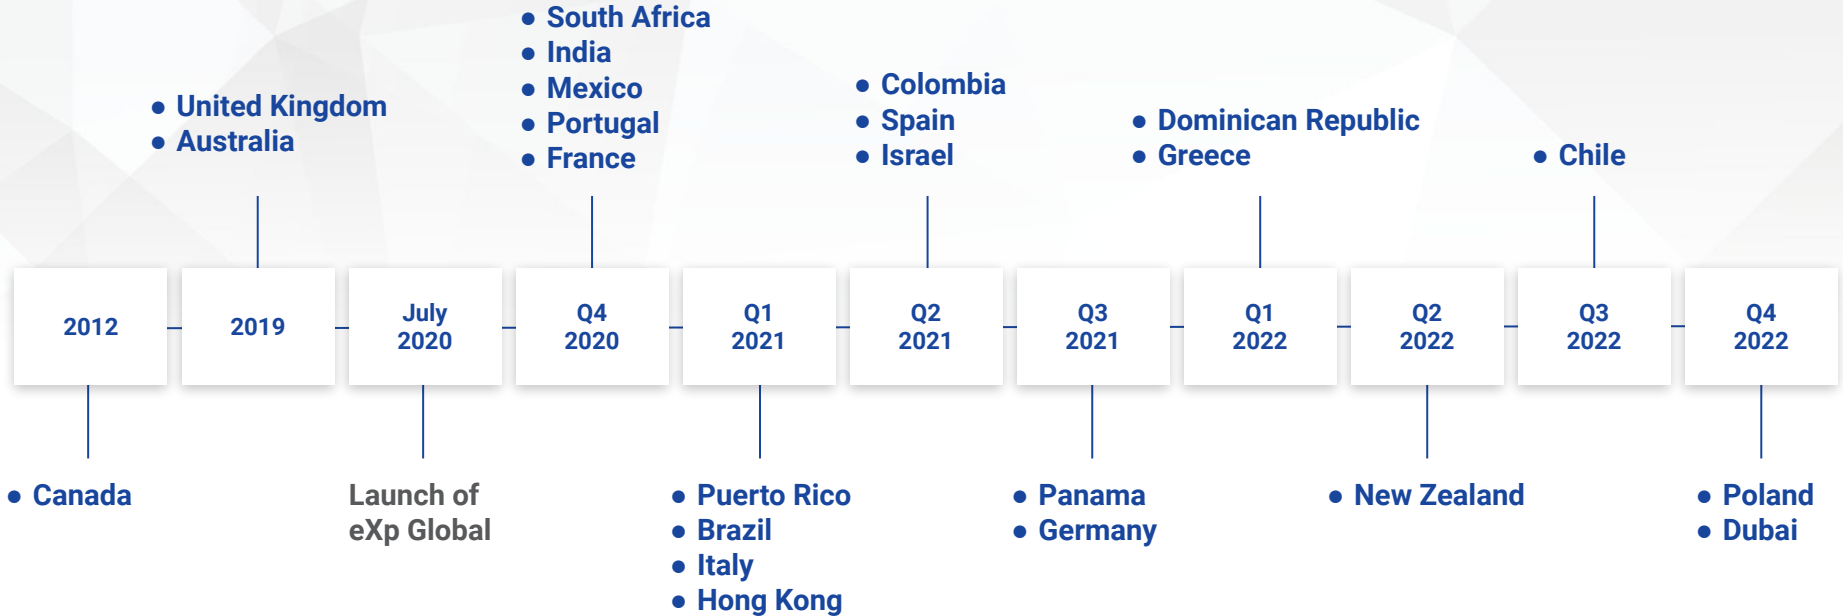 ● South Africa
● India
● Mexico
● Portugal
● France
● United Kingdom
● Australia
● Colombia
● Spain
● Israel
● Dominican Republic
● Greece
● Chile
2012
2019
July
2020
Q4
2020
Q1
2021
Q2
2021
Q3
2021
Q1
2022
Q2
2022
Q3
2022
Q4
2022
● Canada
Launch of
eXp Global
● Puerto Rico
● Brazil
● Italy
● Hong Kong
● Panama
● Germany
● New Zealand
● Poland
● Dubai